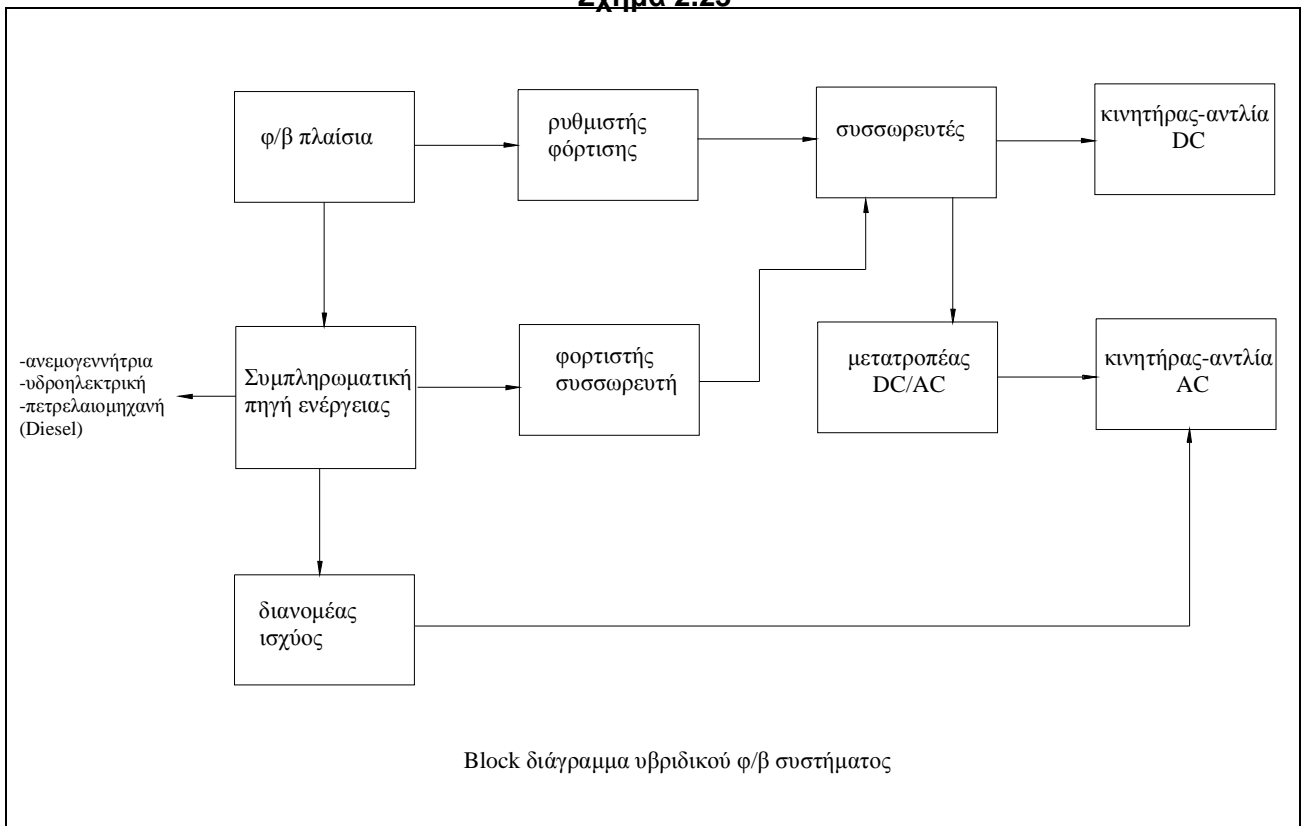 φ/β πλαίσια
ρυθμιστής
φόρτισης
συσσωρευτές
κινητήρας-αντλία
DC
-ανεμογεννήτρια
-υδροηλεκτρική
-πετρελαιομηχανή
(Diesel)
Συμπληρωματική
πηγή ενέργειας
φορτιστής
συσσωρευτή
μετατροπέας
DC/AC
κινητήρας-αντλία
AC
διανομέας
ισχύος
Block διάγραμμα υβριδικού φ/β συστήματος